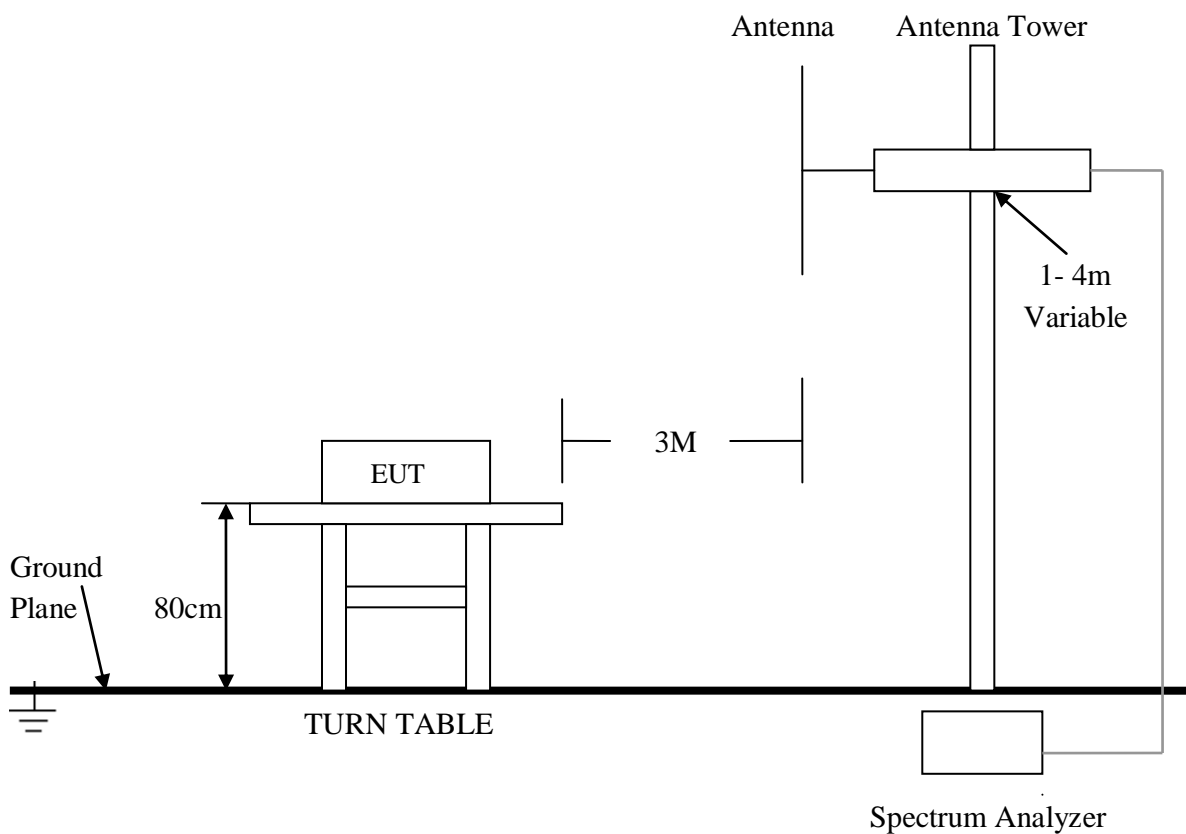 Antenna
Antenna Tower
1- 4m
Variable
3M
EUT
Ground
Plane
80cm
TURN TABLE
Spectrum Analyzer